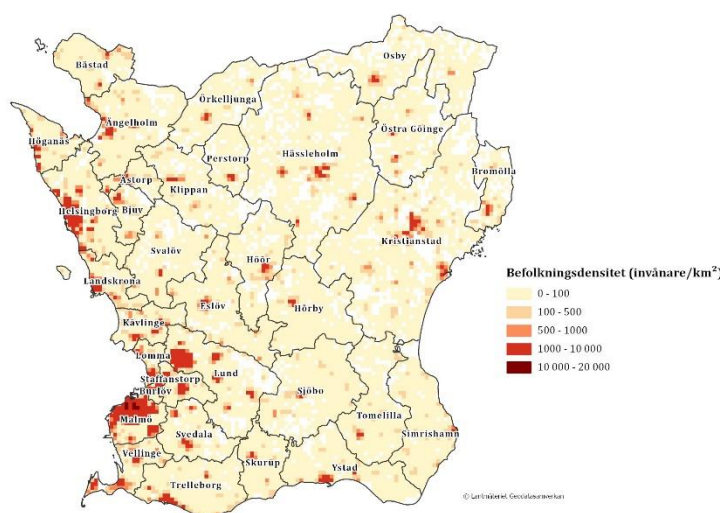 Osby
Båstad
Örkelljunga
Ängelholm
Östra Göinge
Höganäs
Perstorp
Hässleholm
Bromölla
Åstorp
Klippan
Helsingborg
Bjuv
Kristianstad
Svalöv
Höör
Landskrona
Eslöv
Hörby
Kävlinge
Lomma
Lund
Staffanstorp
Burlöv
Sjöbo
Malmö
Tomelilla
Svedala
Simrishamn
Vellinge
Skurup
Ystad
Trelleborg
Befolkningsdensitet (invånare/km²)
0 - 100
100 - 500
500 - 1000
1000 - 10 000
10 000 - 20 000
© Lantmäteriet Geodatasamverkan